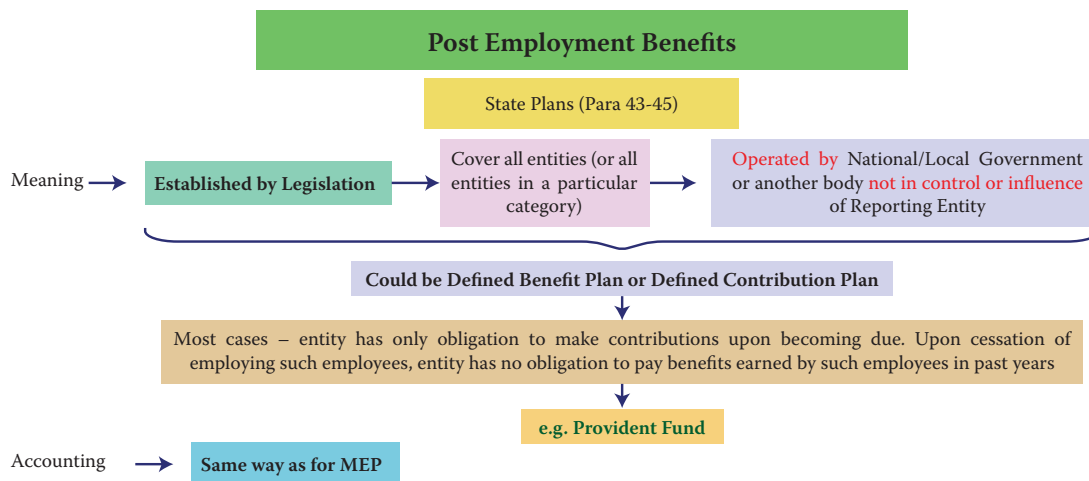 Post Employment Benefits
State Plans (Para 43-45)
Meaning
Established by Legislation
Cover all entities (or all
entities in a particular
category)
Operated by National/Local Government
or another body not in control or influence
of Reporting Entity
Could be Defined Benefit Plan or Defined Contribution Plan
Most cases – entity has only obligation to make contributions upon becoming due. Upon cessation of
employing such employees, entity has no obligation to pay benefits earned by such employees in past years
e.g. Provident Fund
Accounting
Same way as for MEP